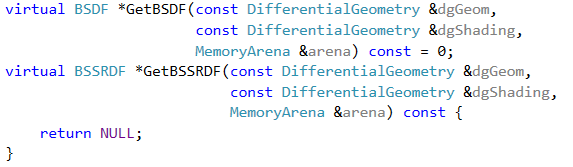 virtual BSDF *GetBSDF(const DifferentialGeometry &dgGeom,
const DifferentialGeometry &dgShading,
MemoryArena &arena) const = 0;
virtual BSSRDF *GetBSSRDF(const DifferentialGeometry &dgGeom,
const DifferentialGeometry &dgShading,
MemoryArena &arena) const {
return NULL;
}